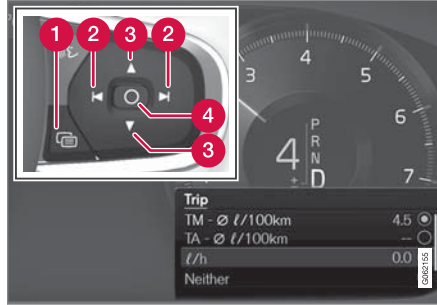 1
2
3
2
4
3
3
4
5
6
7
4
P
R
N
D
+
Trip
TM - Ø ℓ/100km 4.5
TA - Ø ℓ/100km --
ℓ/h 0.0
Neither
G062155